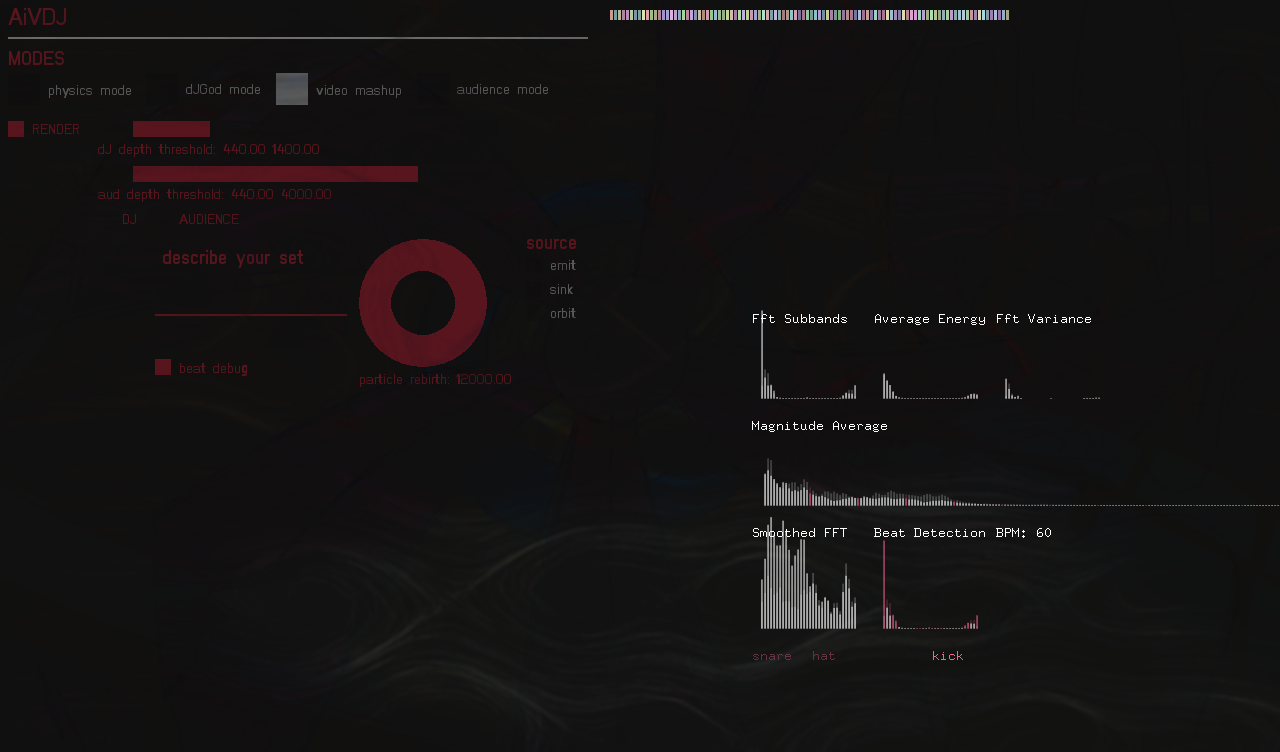 AiVDJ
MODES
physics mode dJGod mode video mashup audience mode
RENDER
dJ depth threshold: 440.00 1400.00
aud depth threshold: 440.00 4000.00
DJ AUDIENCE
describe your set
source
emit
sink
orbit
beat debug
particle rebirth: 12000.00
Fft Subbands Average Energy Fft Variance
Magnitude Average
Smoothed FFT Beat Detection BPM: 60
snare hat kick